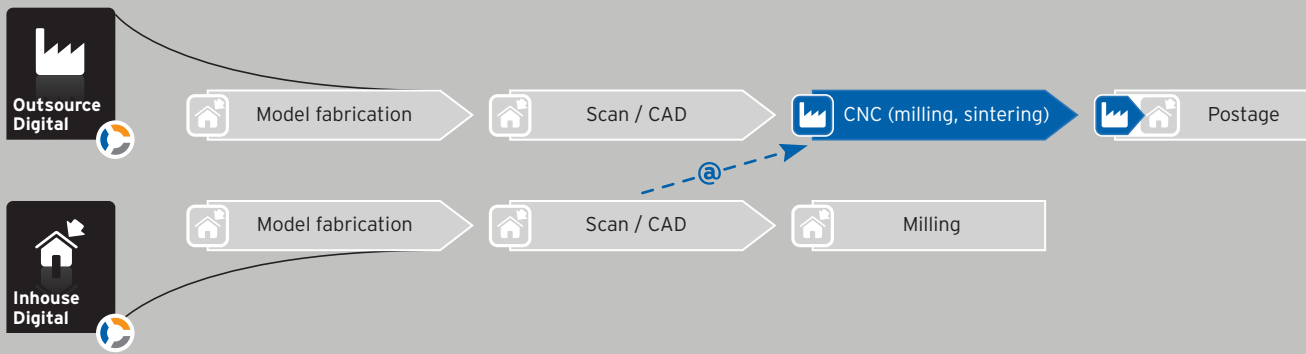 Outsource
Digital
Model fabrication
Scan / CAD
CNC (milling, sintering)
Postage
@
Inhouse
Digital
Model fabrication
Scan / CAD
Milling